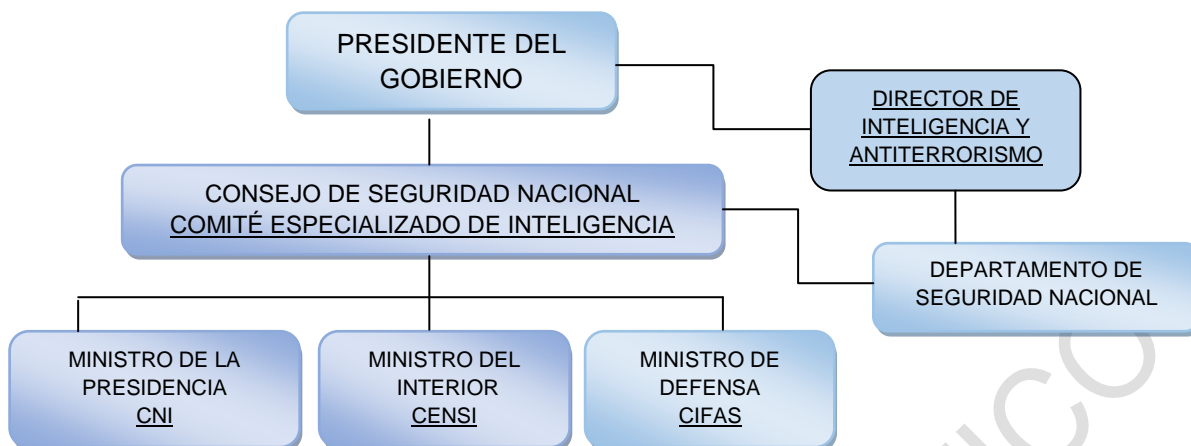 PRESIDENTE DEL
GOBIERNO
DIRECTOR DE
INTELIGENCIA Y
ANTITERRORISMO
CONSEJO DE SEGURIDAD NACIONAL
COMITÉ ESPECIALIZADO DE INTELIGENCIA
DEPARTAMENTO DE
SEGURIDAD NACIONAL
MINISTRO DE LA
PRESIDENCIA
CNI
MINISTRO DEL
INTERIOR
CENSI
MINISTRO DE
DEFENSA
CIFAS